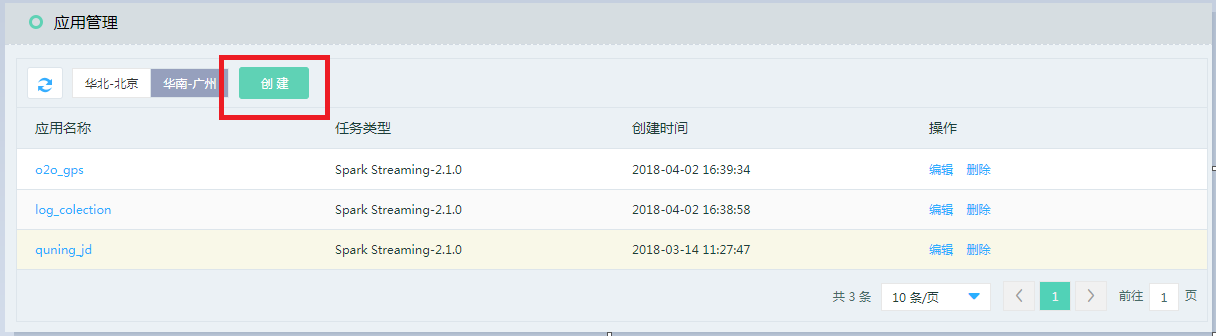 应用管理
华北-北京 华南-广州 创 建
应用名称 任务类型 创建时间 操作
o2o_gps Spark Streaming-2.1.0 2018-04-02 16:39:34 编辑 删除
log_colection Spark Streaming-2.1.0 2018-04-02 16:38:58 编辑 删除
quning_jd Spark Streaming-2.1.0 2018-03-14 11:27:47 编辑 删除
共 3 条 10 条/页 1 前往 1 页